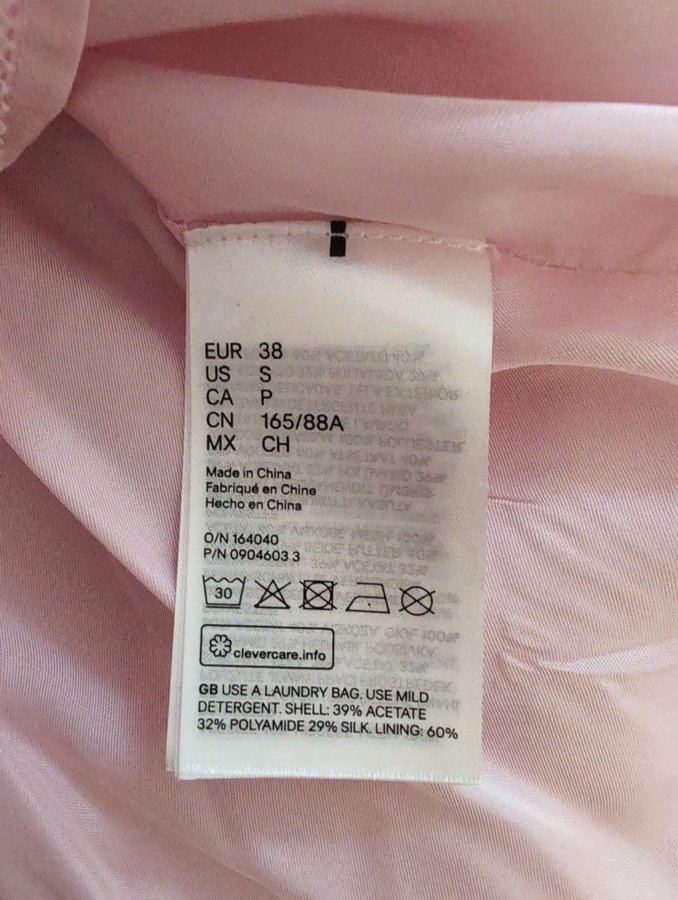 EUR 38
US S
CA P
CN 165/88A
MX CH
Made in China
Fabriqué en Chine
Hecho en China
O/N 164040
P/N 0904603 3
30
clevercare.info
GB USE A LAUNDRY BAG. USE MILD
DETERGENT. SHELL: 39% ACETATE
32% POLYAMIDE 29% SILK. LINING: 60%